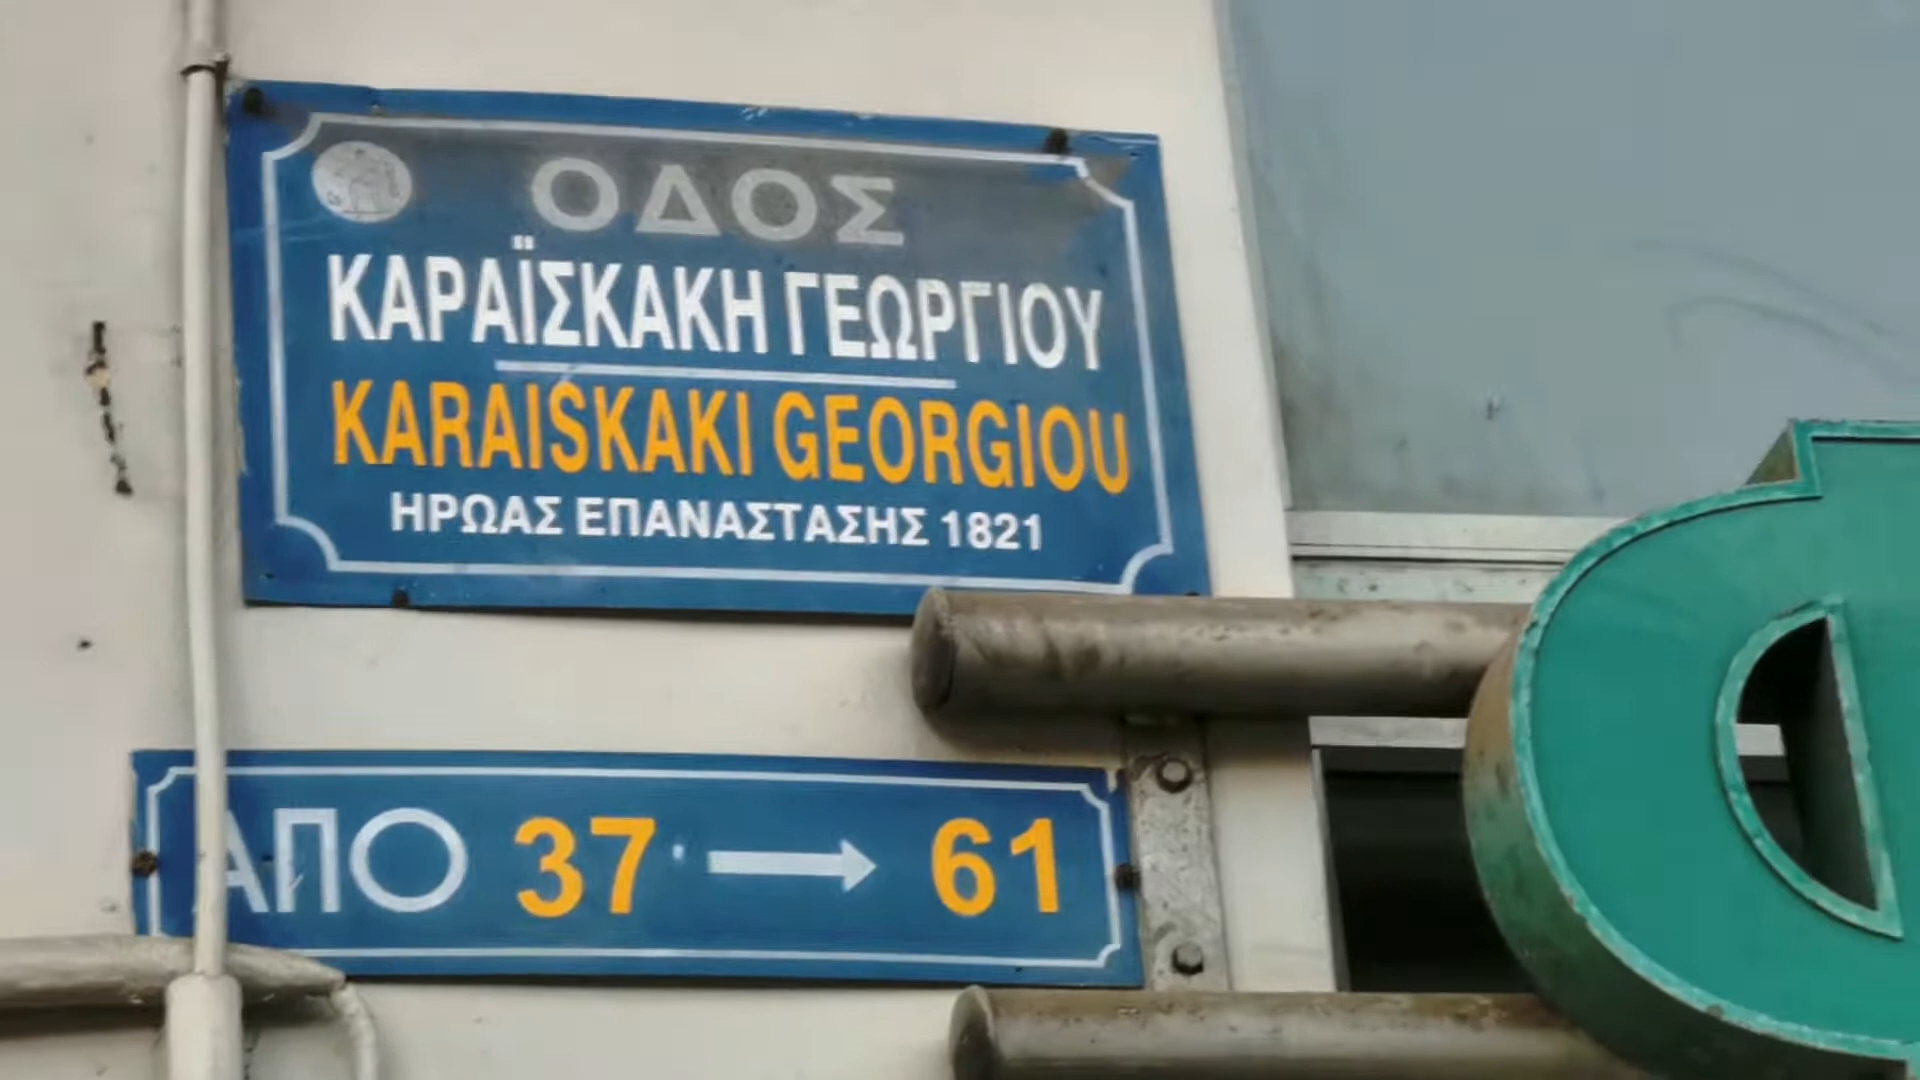 ΟΔΟΣ
ΚΑΡΑΪΣΚΑΚΗ ΓΕΩΡΓΙΟΥ
KARAISKAKI GEORGIOU
ΗΡΩΑΣ ΕΠΑΝΑΣΤΑΣΗΣ 1821
ΑΠΟ 37 → 61